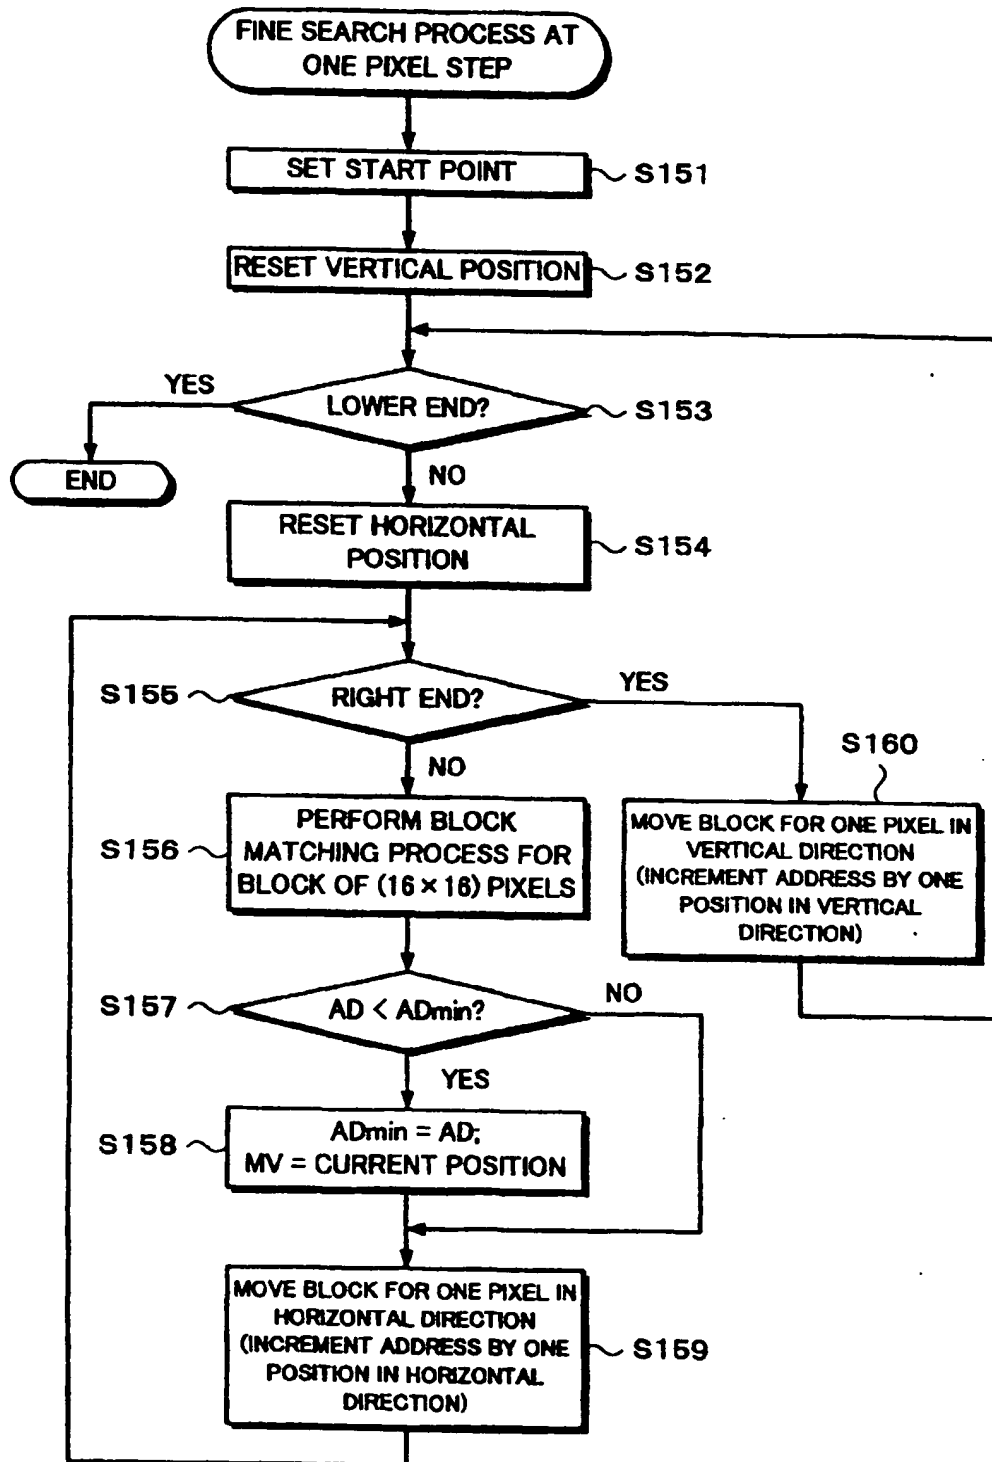 FINE SEARCH PROCESS AT
ONE PIXEL STEP
SET START POINT
S151
RESET VERTICAL POSITION
S152
YES
LOWER END?
S153
END
NO
RESET HORIZONTAL
POSITION
S154
S155
RIGHT END?
YES
NO
S160
PERFORM BLOCK
MATCHING PROCESS FOR
BLOCK OF (16 × 16) PIXELS
S156
MOVE BLOCK FOR ONE PIXEL IN
VERTICAL DIRECTION
(INCREMENT ADDRESS BY ONE
POSITION IN VERTICAL
DIRECTION)
S157
AD < ADmin?
NO
YES
S158
ADmin = AD;
MV = CURRENT POSITION
MOVE BLOCK FOR ONE PIXEL IN
HORIZONTAL DIRECTION
(INCREMENT ADDRESS BY ONE
POSITION IN HORIZONTAL
DIRECTION)
S159